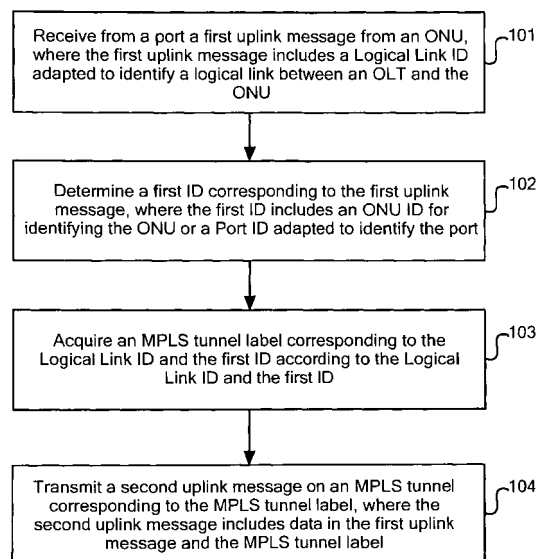 Receive from a port a first uplink message from an ONU,
where the first uplink message includes a Logical Link ID
adapted to identify a logical link between an OLT and the
ONU
101
Determine a first ID corresponding to the first uplink
message, where the first ID includes an ONU ID for
identifying the ONU or a Port ID adapted to identify the port
102
Acquire an MPLS tunnel label corresponding to the
Logical Link ID and the first ID according to the Logical
Link ID and the first ID
103
Transmit a second uplink message on an MPLS tunnel
corresponding to the MPLS tunnel label, where the
second uplink message includes data in the first uplink
message and the MPLS tunnel label
104